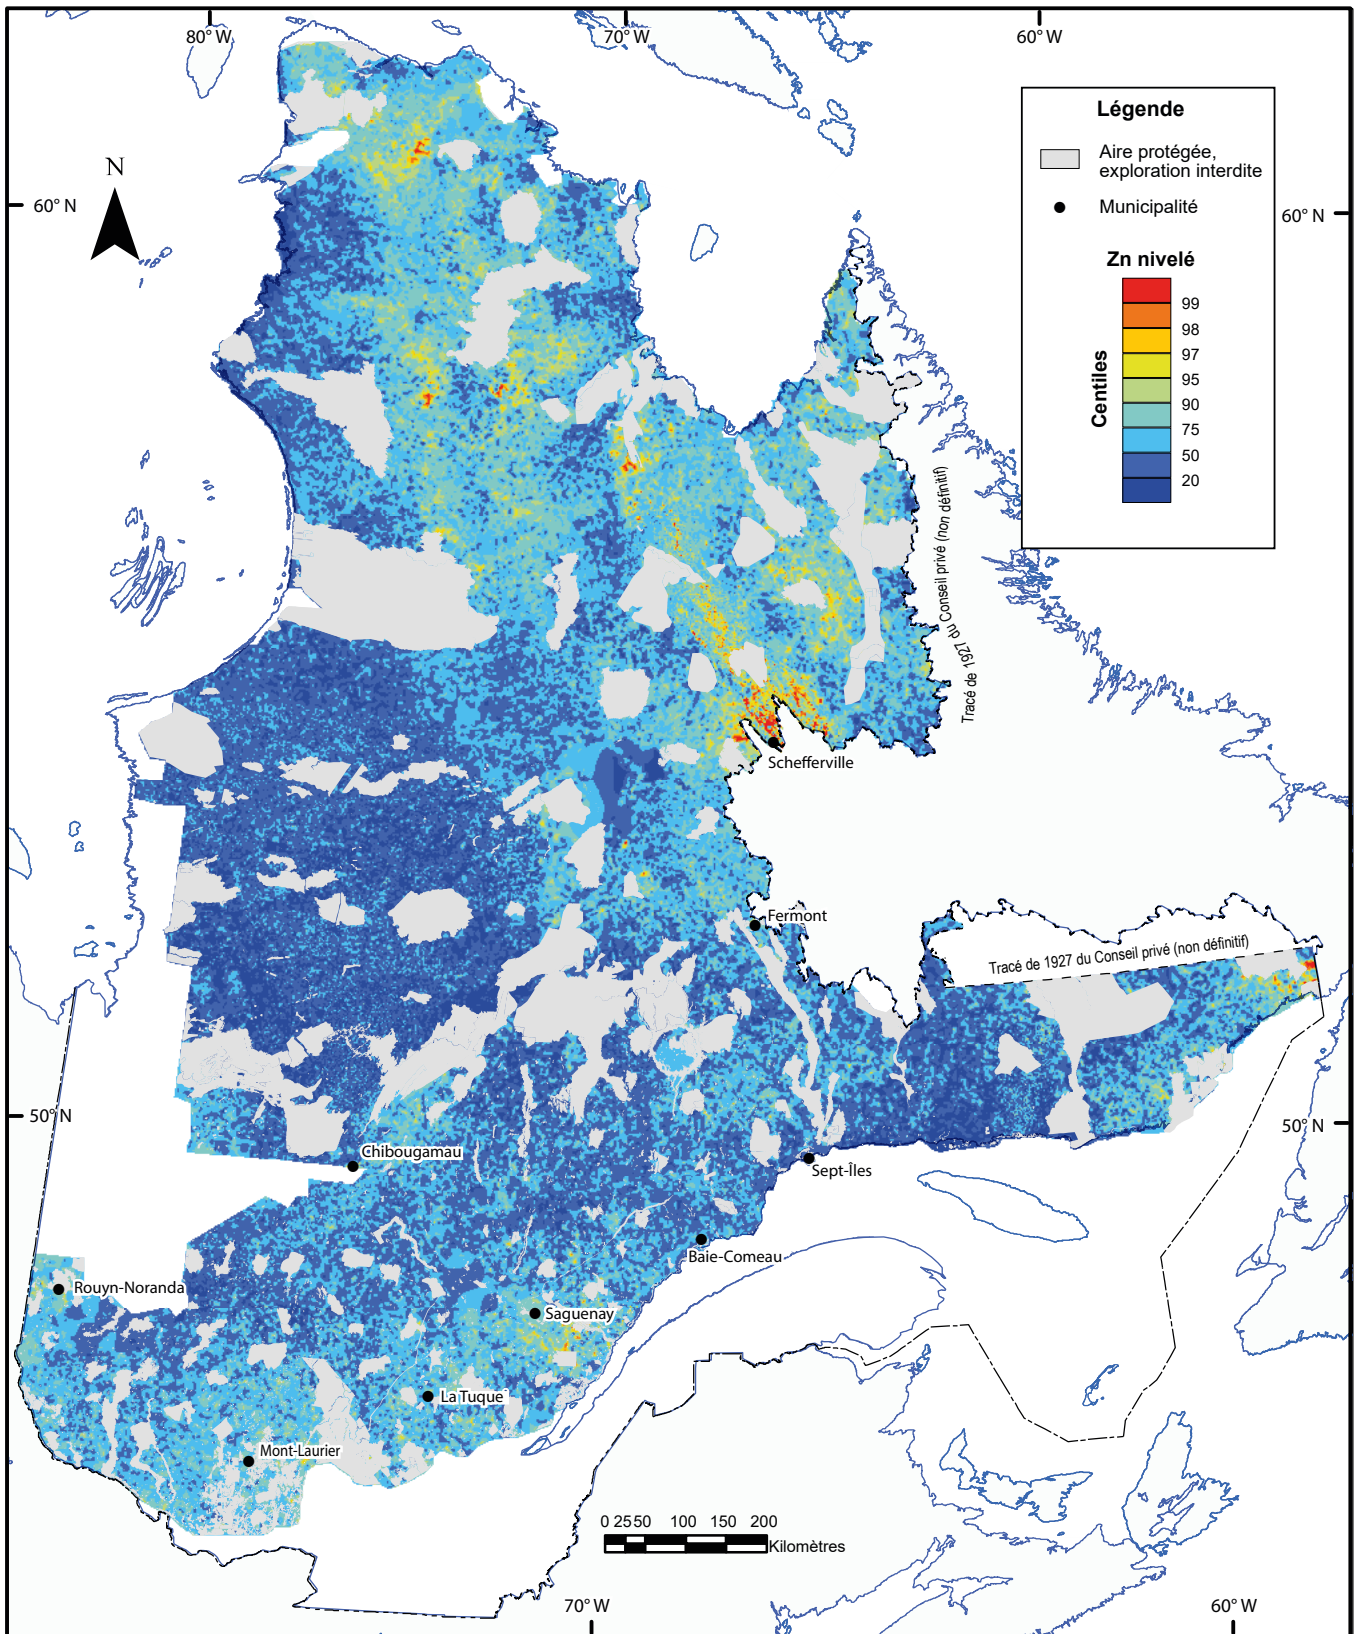 80° W
70° W
60° W
Légende
Aire protégée,
exploration interdite
Municipalité
N
60° N
60° N
Zn nivelé
Centiles
99
98
97
95
90
75
50
20
Tracé de 1927 du Conseil privé (non définitif)
Schefferville
Fermont
Tracé de 1927 du Conseil privé (non définitif)
50° N
50° N
Chibougamau
Sept-Îles
Baie-Comeau
Rouyn-Noranda
Saguenay
La Tuque
Mont-Laurier
0 25 50 100 150 200
Kilomètres
70° W
60° W